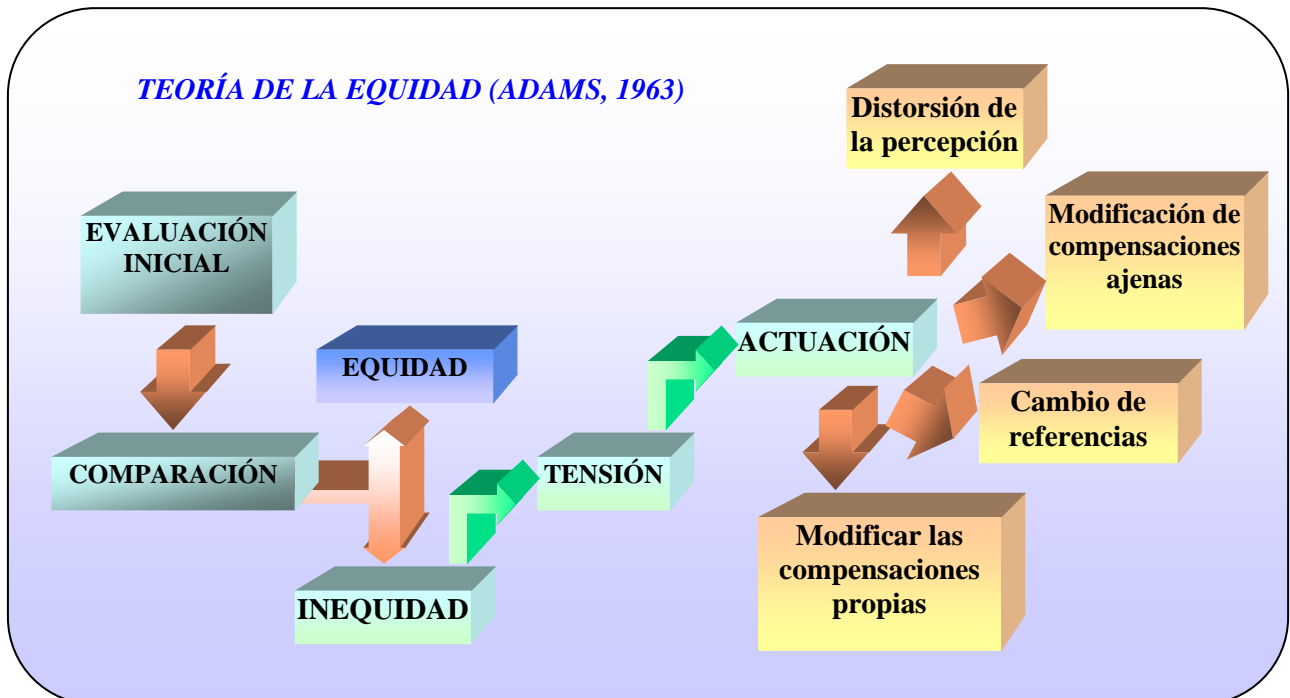 TEORÍA DE LA EQUIDAD (ADAMS, 1963)
EVALUACIÓN
INICIAL
COMPARACIÓN
EQUIDAD
INEQUIDAD
TENSIÓN
ACTUACIÓN
Distorsión de
la percepción
Modificación de
compensaciones
ajenas
Cambio de
referencias
Modificar las
compensaciones
propias